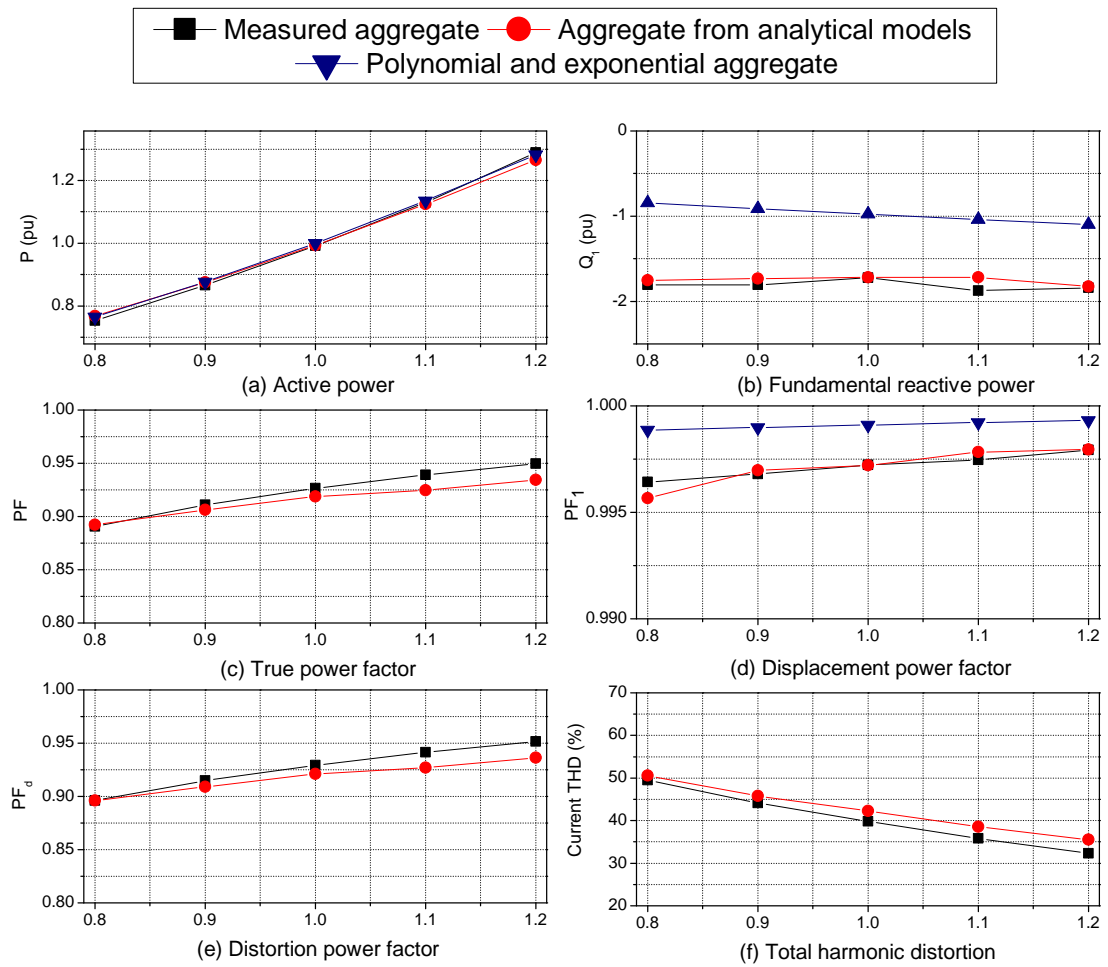 Measured aggregate Aggregate from analytical models
Polynomial and exponential aggregate
P (pu)
1.2
1.0
0.8
0.8 0.9 1.0 1.1 1.2
(a) Active power
Q1 (pu)
0
-1
-2
0.8 0.9 1.0 1.1 1.2
(b) Fundamental reactive power
PF
1.00
0.95
0.90
0.85
0.80
0.8 0.9 1.0 1.1 1.2
(c) True power factor
PF1
1.000
0.995
0.990
0.8 0.9 1.0 1.1 1.2
(d) Displacement power factor
PFd
1.00
0.95
0.90
0.85
0.80
0.8 0.9 1.0 1.1 1.2
(e) Distortion power factor
Current THD (%)
70
60
50
40
30
20
0.8 0.9 1.0 1.1 1.2
(f) Total harmonic distortion